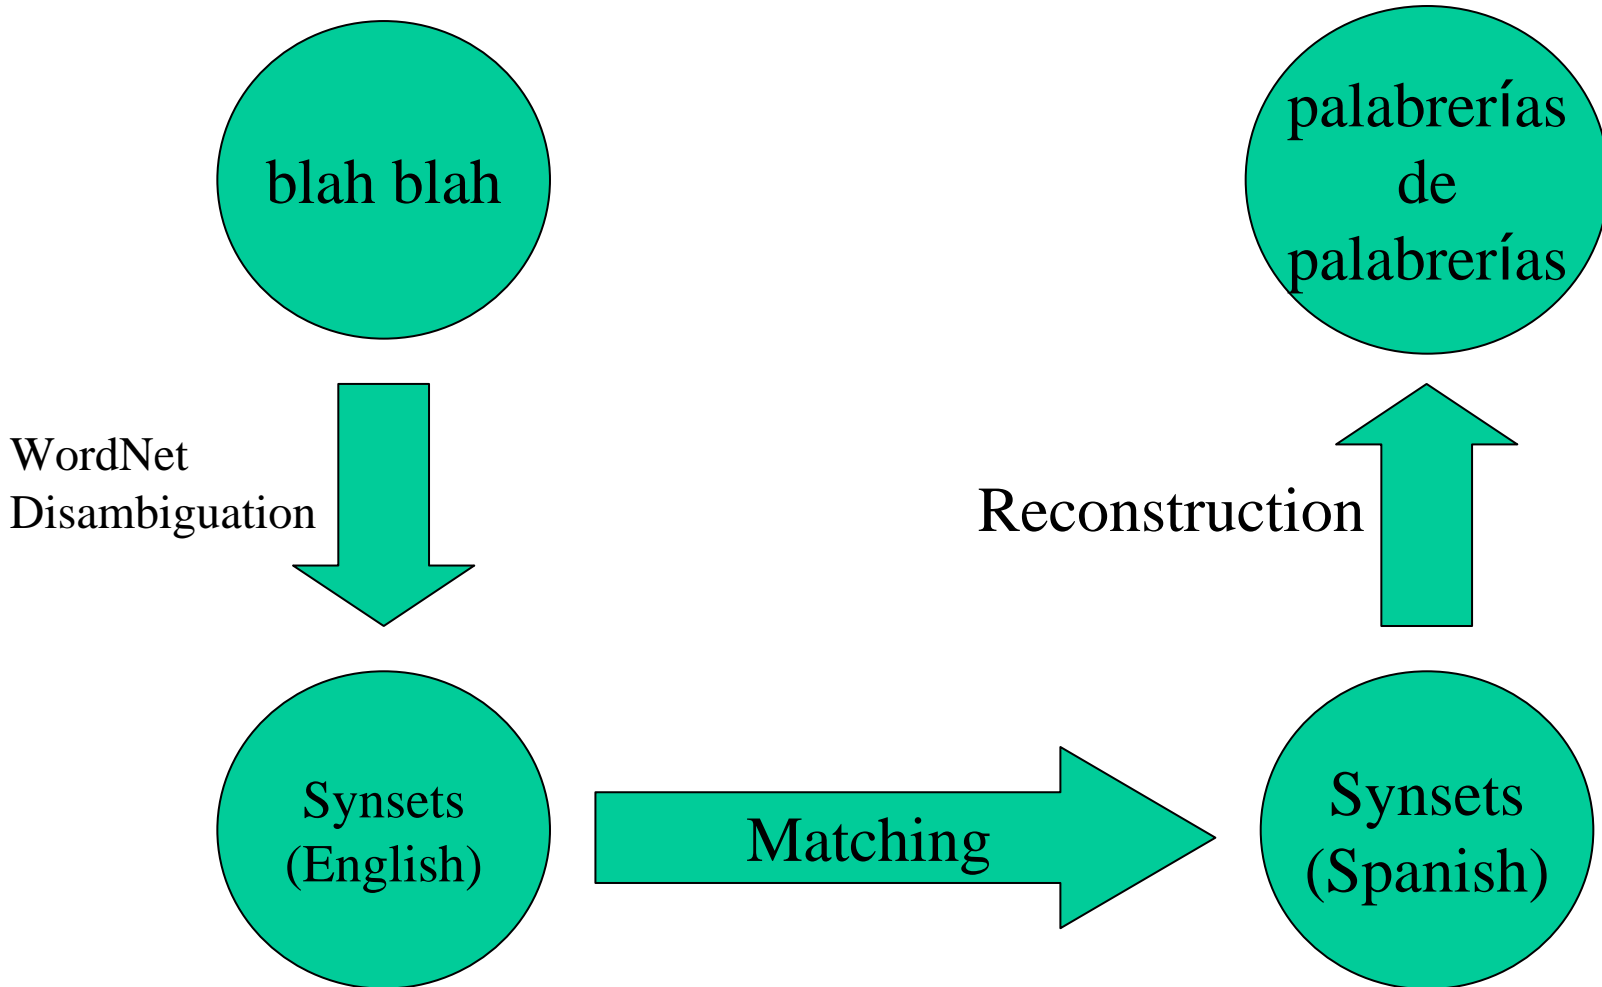 blah blah
WordNet
Disambiguation
Synsets
(English)
Matching
Synsets
(Spanish)
Reconstruction
palabrerías
de
palabrerías